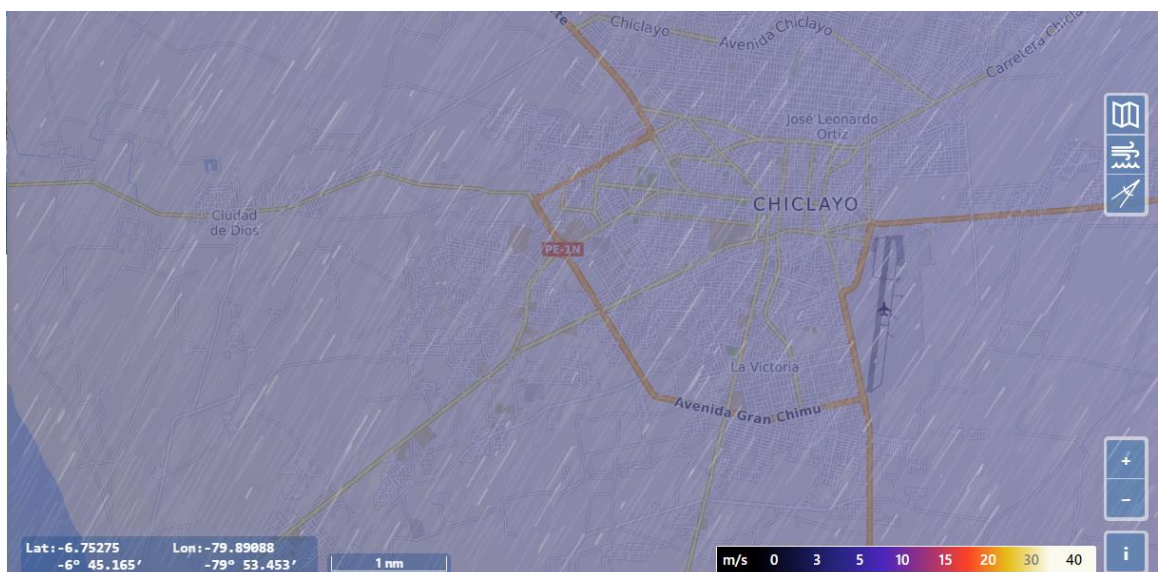 rte
Chiclayo
Avenida Chiclayo
Carretera Chicla
José Leonardo
Ortiz
CHICLAYO
Ciudad
de Dios
PE-1N
La Victoria
Avenida Gran Chimu
+
−
Lat:-6.75275 Lon:-79.89088
-6° 45.165’ -79° 53.453’
1 nm
m/s 0 3 5 10 15 20 30 40
i